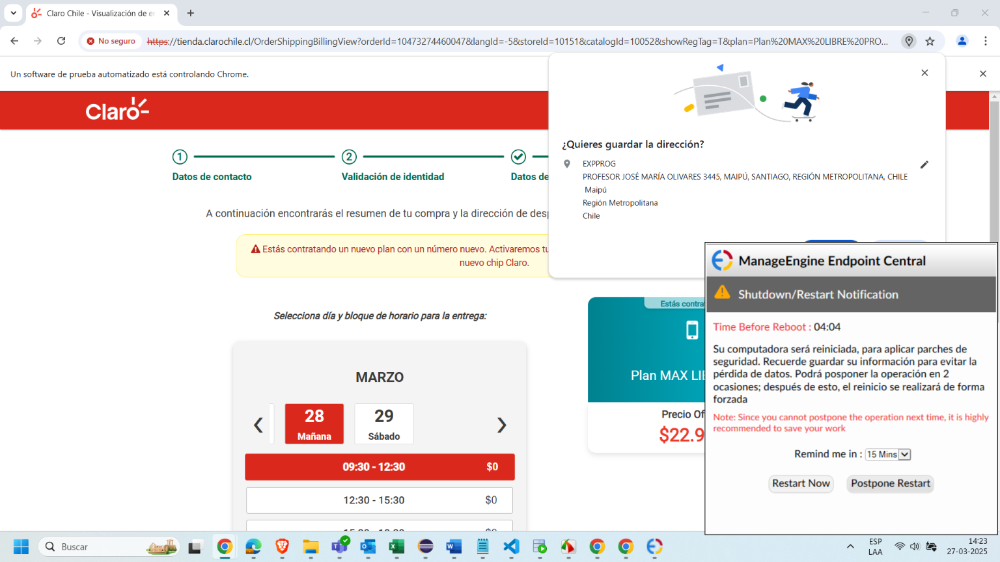 Claro Chile - Visualización de e
No seguro
https://tienda.clarochile.cl/OrderShippingBillingView?orderId=10473274460047&langId=-5&storeId=10151&catalogId=10052&showRegTag=T&plan=Plan%20MAX%20LIBRE%20PRO...
Un software de prueba automatizado está controlando Chrome.
Claro
1
2
Datos de contacto
Validación de identidad
Datos de
A continuación encontrarás el resumen de tu compra y la dirección de desp
Estás contratando un nuevo plan con un número nuevo. Activaremos tu
nuevo chip Claro.
¿Quieres guardar la dirección?
EXPPROG
PROFESOR JOSÉ MARÍA OLIVARES 3445, MAIPÚ, SANTIAGO, REGIÓN METROPOLITANA, CHILE
Maipú
Región Metropolitana
Chile
Selecciona día y bloque de horario para la entrega:
MARZO
28
Mañana
29
Sábado
09:30 - 12:30 $0
12:30 - 15:30 $0
Estás contra
Plan MAX LI
Precio Of
$22.9
ManageEngine Endpoint Central
Shutdown/Restart Notification
Time Before Reboot : 04:04
Su computadora será reiniciada, para aplicar parches de
seguridad. Recuerde guardar su información para evitar la
pérdida de datos. Podrá posponer la operación en 2
ocasiones; después de esto, el reinicio se realizará de forma
forzada
Note: Since you cannot postpone the operation next time, it is highly
recommended to save your work
Remind me in : 15 Mins
Restart Now
Postpone Restart
Buscar
ESP
LAA
14:23
27-03-2025